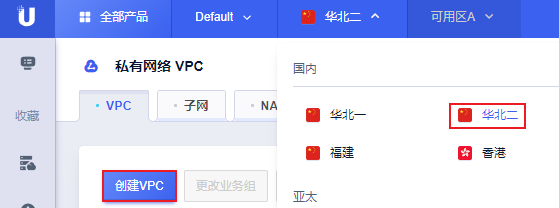 U 全部产品 Default 华北二 可用区A
私有网络 VPC
国内
收藏
VPC 子网 NA
华北一 华北二
福建 香港
创建VPC 更改业务组
亚太